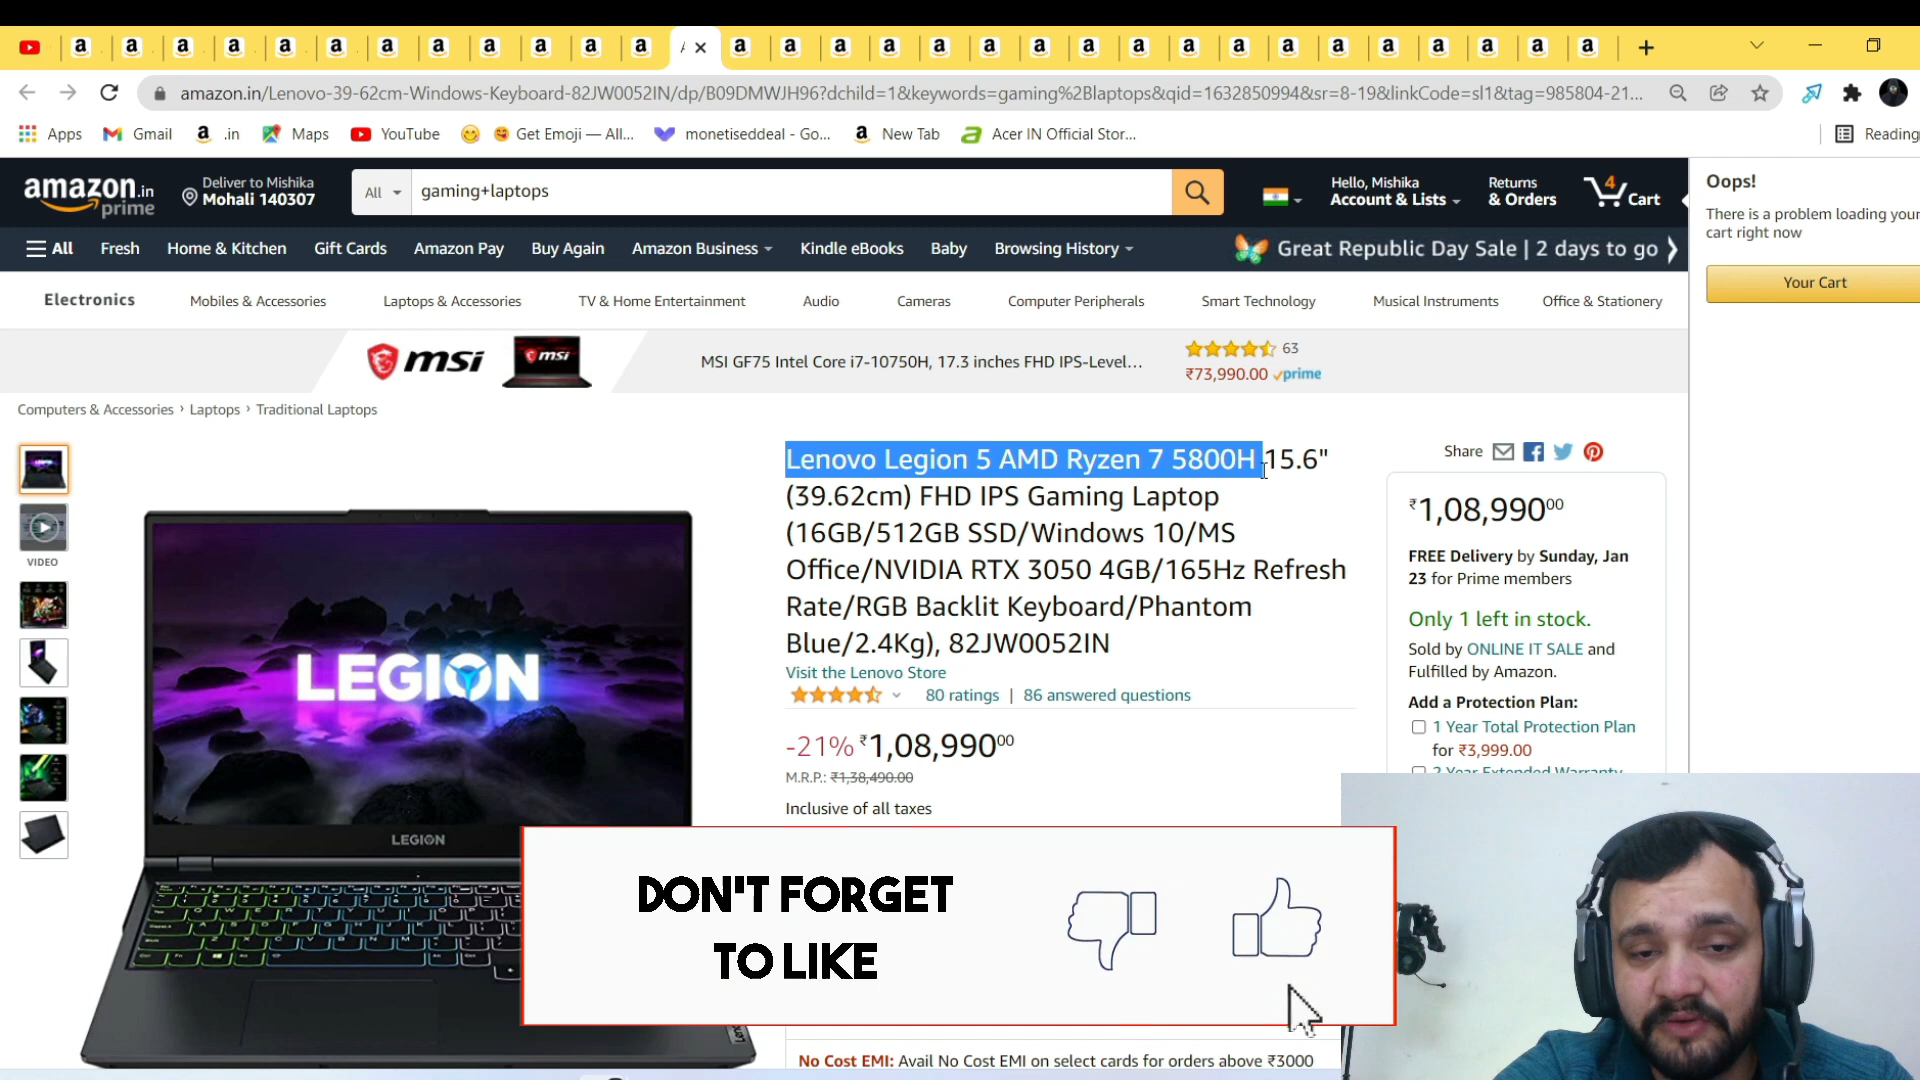 amazon.in/Lenovo-39-62cm-Windows-Keyboard-82JW0052IN/dp/B09DMWJH96?dchild=1&keywords=gaming%2Blaptops&qid=1632850994&sr=8-19&linkCode=sl1&tag=985804-21...
Apps Gmail .in Maps YouTube Get Emoji — All... monetiseddeal - Go... New Tab Acer IN Official Stor... Reading
amazon.in prime
Deliver to Mishika
Mohali 140307
All gaming+laptops
Hello, Mishika
Account & Lists
Returns
& Orders
4 Cart
Oops!
There is a problem loading your
cart right now
Your Cart
All Fresh Home & Kitchen Gift Cards Amazon Pay Buy Again Amazon Business Kindle eBooks Baby Browsing History Great Republic Day Sale | 2 days to go
Electronics Mobiles & Accessories Laptops & Accessories TV & Home Entertainment Audio Cameras Computer Peripherals Smart Technology Musical Instruments Office & Stationery
msi msi MSI GF75 Intel Core i7-10750H, 17.3 inches FHD IPS-Level... 63
₹73,990.00 prime
Computers & Accessories › Laptops › Traditional Laptops
VIDEO
LEGION
LEGION
Lenovo
Lenovo Legion 5 AMD Ryzen 7 5800H 15.6"
(39.62cm) FHD IPS Gaming Laptop
(16GB/512GB SSD/Windows 10/MS
Office/NVIDIA RTX 3050 4GB/165Hz Refresh
Rate/RGB Backlit Keyboard/Phantom
Blue/2.4Kg), 82JW0052IN
Visit the Lenovo Store
80 ratings | 86 answered questions
-21% ₹1,08,99000
M.R.P.: ₹1,38,490.00
Inclusive of all taxes
No Cost EMI: Avail No Cost EMI on select cards for orders above ₹3000
Share
₹1,08,99000
FREE Delivery by Sunday, Jan
23 for Prime members
Only 1 left in stock.
Sold by ONLINE IT SALE and
Fulfilled by Amazon.
Add a Protection Plan:
1 Year Total Protection Plan
for ₹3,999.00
2 Year Extended Warranty
DON'T FORGET
TO LIKE